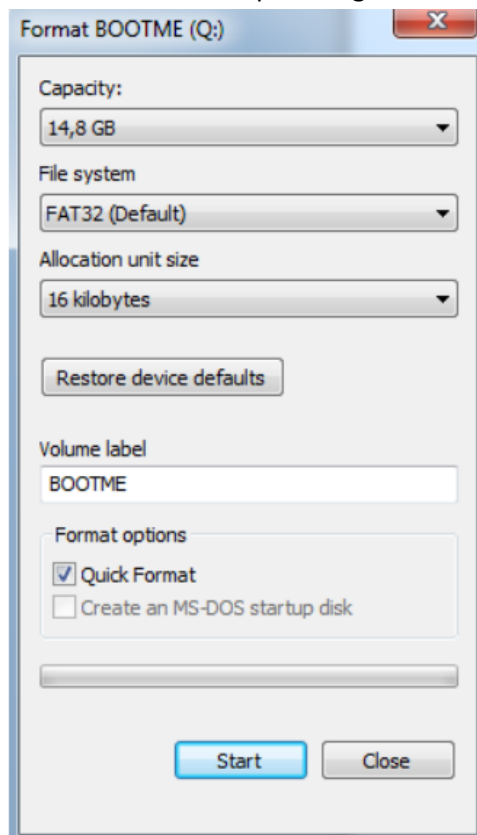 Format BOOTME (Q:)
Capacity:
14,8 GB
File system
FAT32 (Default)
Allocation unit size
16 kilobytes
Restore device defaults
Volume label
BOOTME
Format options
Quick Format
Create an MS-DOS startup disk
Start Close